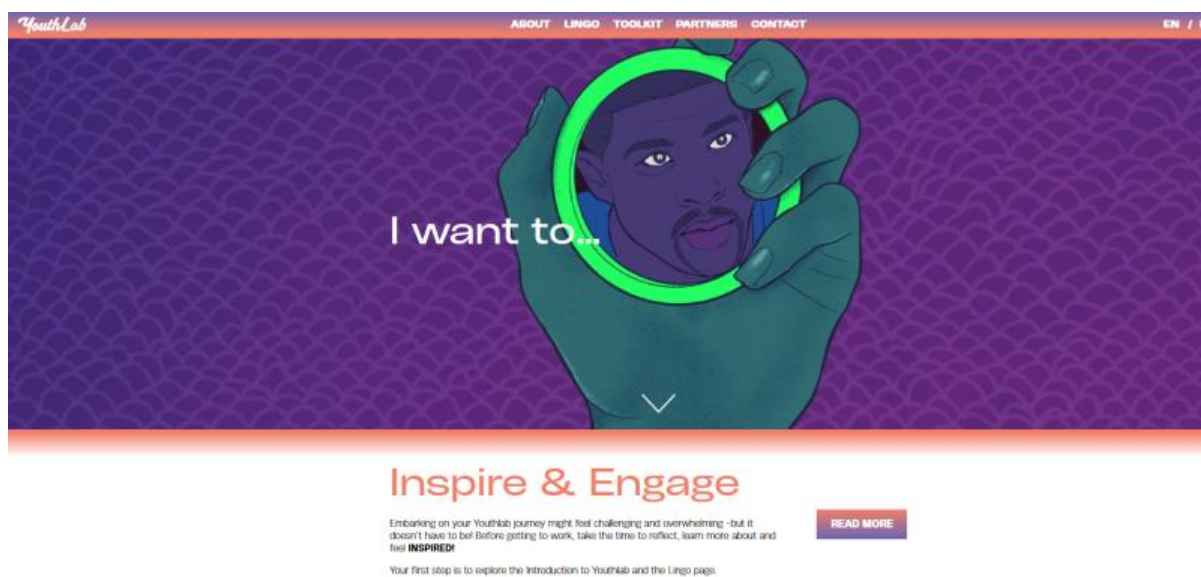 YouthLab
ABOUT LINGO TOOLKIT PARTNERS CONTACT
EN /
I want to...
Inspire & Engage
Embarking on your Youthlab journey might feel challenging and overwhelming -but it
doesn't have to be! Before getting to work, take the time to reflect, learn more about and
feel INSPIRED!
READ MORE
Your first step is to explore the Introduction to Youthlab and the Lingo page.